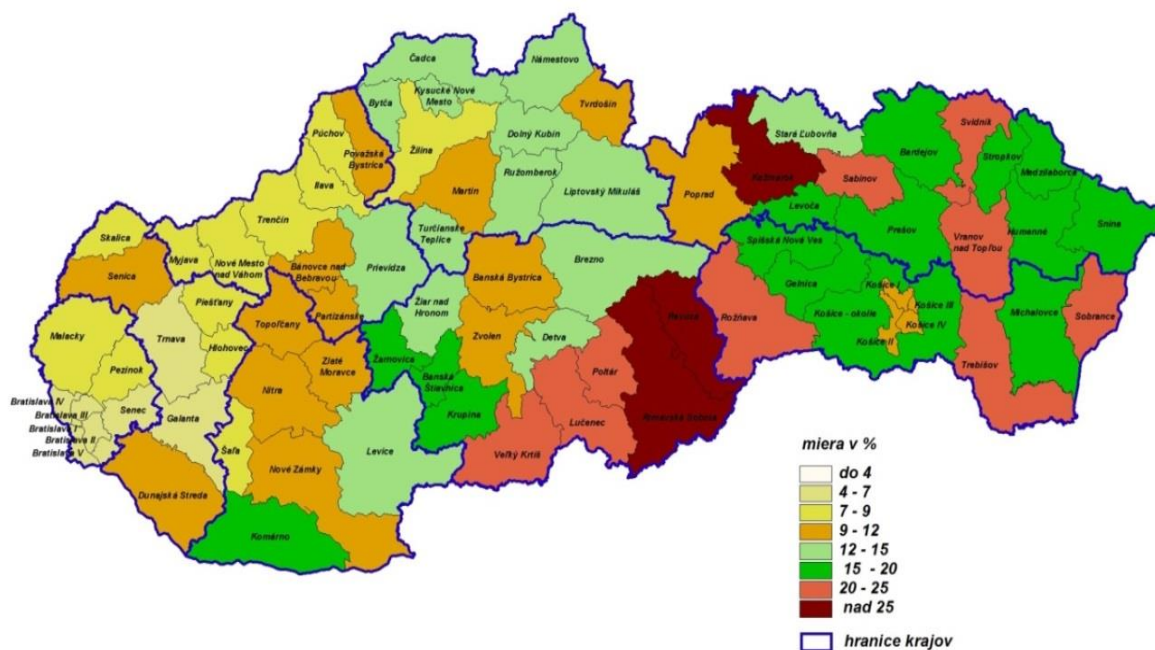 Čadca
Námestovo
Bytča
Kysucké Nové
Mesto
Tvrdošín
Púchov
Považská
Bystrica
Žilina
Dolný Kubín
Stará Ľubovňa
Svidník
Bardejov
Stropkov
Medzilaborce
Ilava
Martin
Ružomberok
Liptovský Mikuláš
Poprad
Kežmarok
Sabinov
Levoča
Trenčín
Turčianske
Teplice
Skalica
Senica
Myjava
Nové Mesto
nad Váhom
Bánovce nad
Bebravou
Prievidza
Banská Bystrica
Brezno
Spišská Nová Ves
Prešov
Vranov
nad Topľou
Humenné
Snina
Piešťany
Topoľčany
Partizánske
Žiar nad
Hronom
Gelnica
Košice I
Košice III
Malacky
Trnava
Hlohovec
Zlaté
Moravce
Žarnovica
Zvolen
Detva
Revúca
Rožňava
Košice - okolie
Košice IV
Košice II
Michalovce
Sobrance
Pezinok
Nitra
Banská
Štiavnica
Poltár
Trebišov
Bratislava IV
Bratislava III
Bratislava I
Bratislava II
Bratislava V
Senec
Galanta
Krupina
Lučenec
Rimavská Sobota
Šaľa
Levice
Veľký Krtíš
Dunajská Streda
Nové Zámky
Komárno
miera v %
do 4
4 - 7
7 - 9
9 - 12
12 - 15
15 - 20
20 - 25
nad 25
hranice krajov